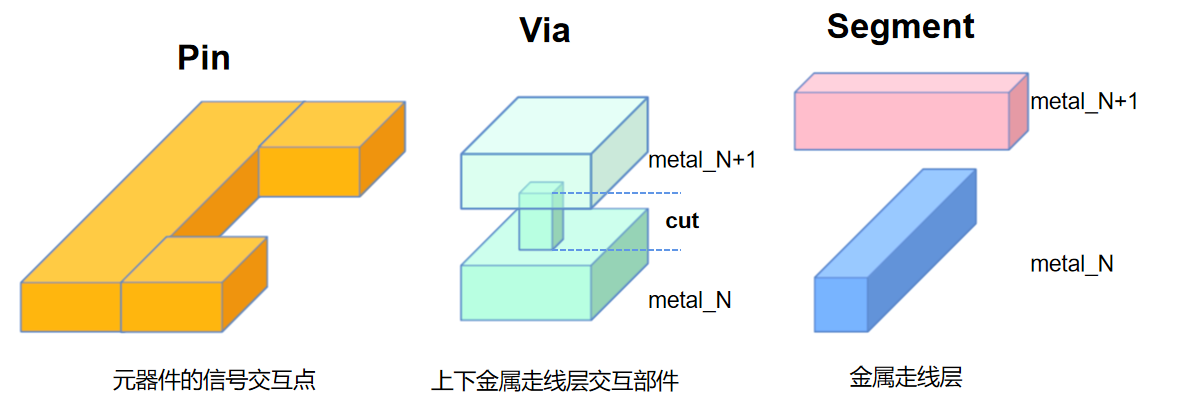 Pin
Via
Segment
metal_N+1
metal_N+1
cut
metal_N
metal_N
元器件的信号交互点
上下金属走线层交互部件
金属走线层